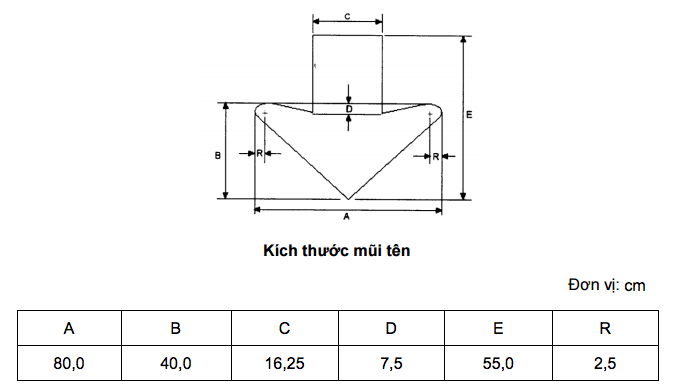 C
D
E
B
R
R
A
Kích thước mũi tên
Đơn vị: cm
A B C D E R
80,0 40,0 16,25 7,5 55,0 2,5